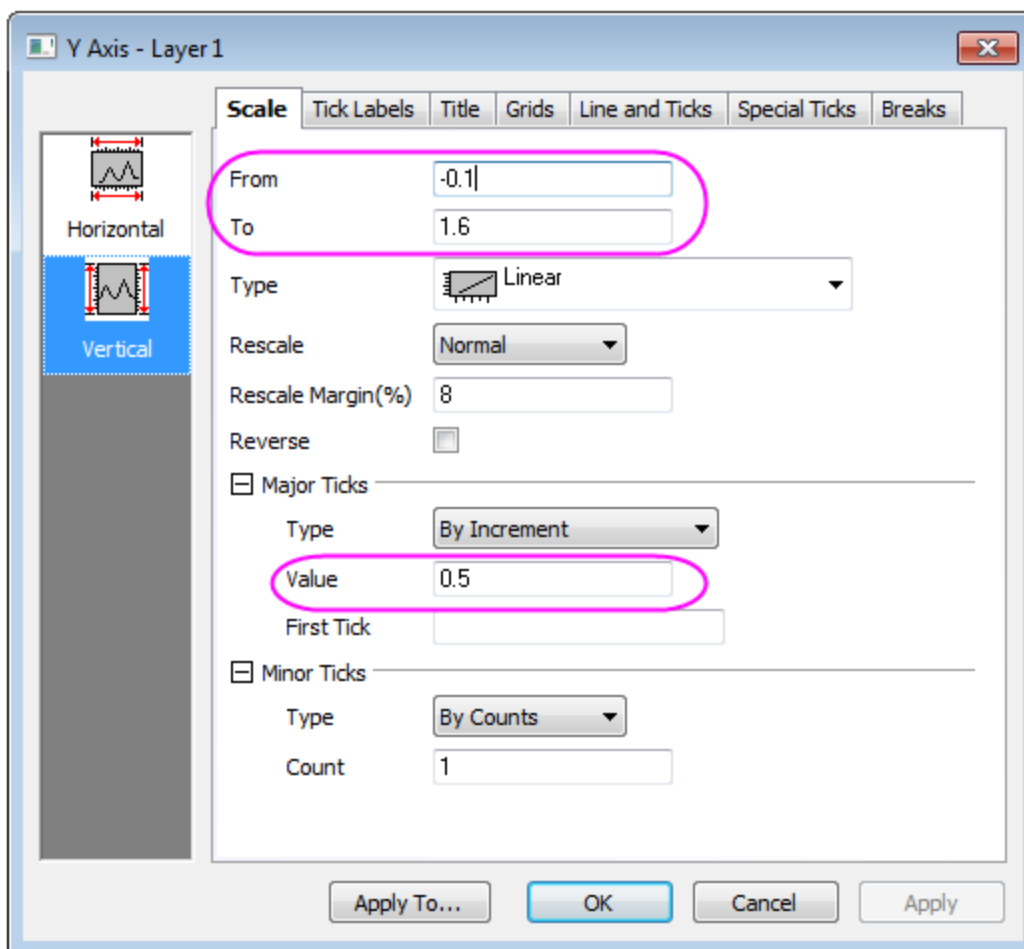 Y Axis - Layer 1
Scale Tick Labels Title Grids Line and Ticks Special Ticks Breaks
Horizontal
Vertical
From -0.1
To 1.6
Type Linear
Rescale Normal
Rescale Margin(%) 8
Reverse
Major Ticks
Type By Increment
Value 0.5
First Tick
Minor Ticks
Type By Counts
Count 1
Apply To... OK Cancel Apply